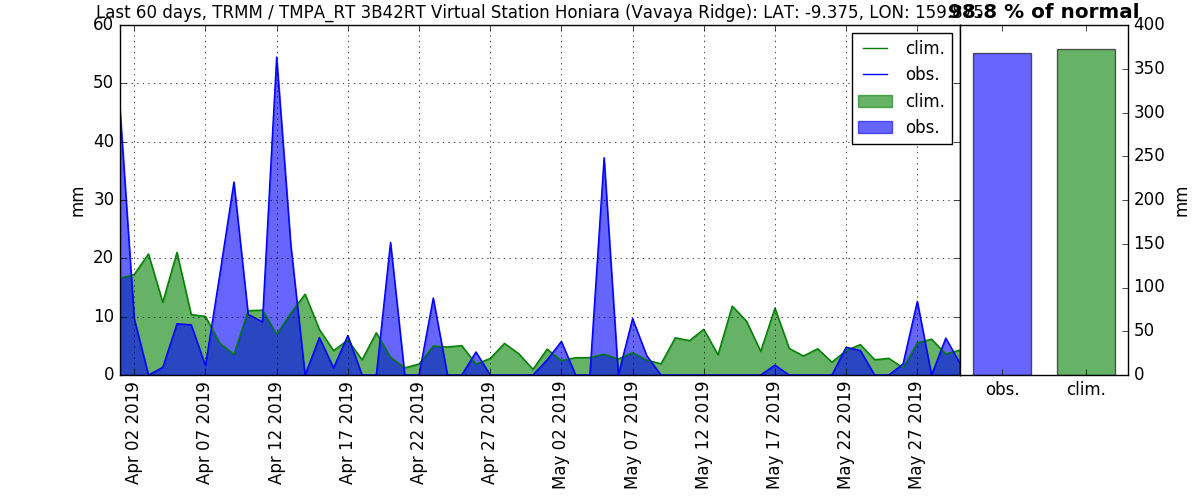 Last 60 days, TRMM / TMPA_RT 3B42RT Virtual Station Honiara (Vavaya Ridge): LAT: -9.375, LON: 159
98.8 % of normal
60
50
40
30
20
10
0
mm
clim.
obs.
clim.
obs.
400
350
300
250
200
150
100
50
0
mm
Apr 02 2019
Apr 07 2019
Apr 12 2019
Apr 17 2019
Apr 22 2019
Apr 27 2019
May 02 2019
May 07 2019
May 12 2019
May 17 2019
May 22 2019
May 27 2019
obs.
clim.